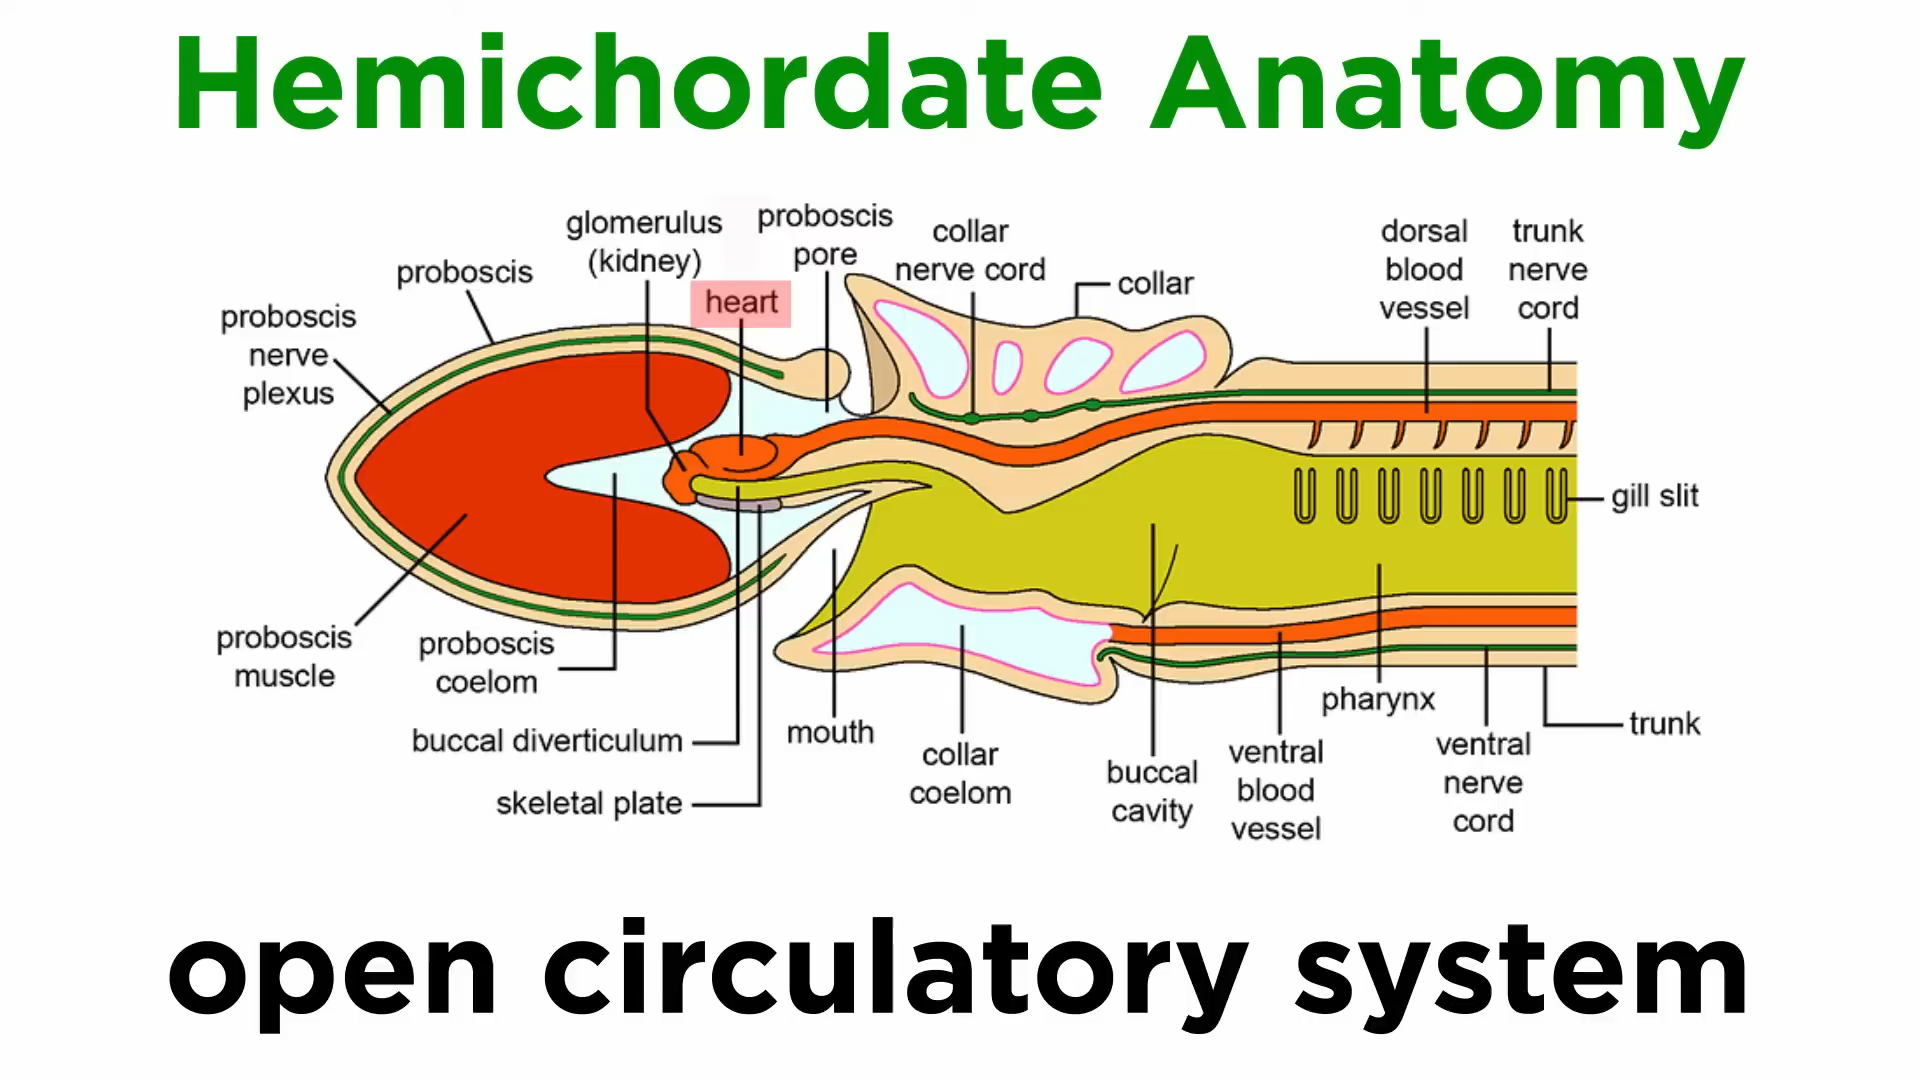 Hemichordate Anatomy
glomerulus
(kidney)
proboscis
pore
collar
nerve cord
dorsal
blood
vessel
trunk
nerve
cord
proboscis
collar
heart
proboscis
nerve
plexus
gill slit
proboscis
muscle
proboscis
coelom
buccal diverticulum
skeletal plate
mouth
collar
coelom
buccal
cavity
ventral
blood
vessel
pharynx
ventral
nerve
cord
trunk
open circulatory system